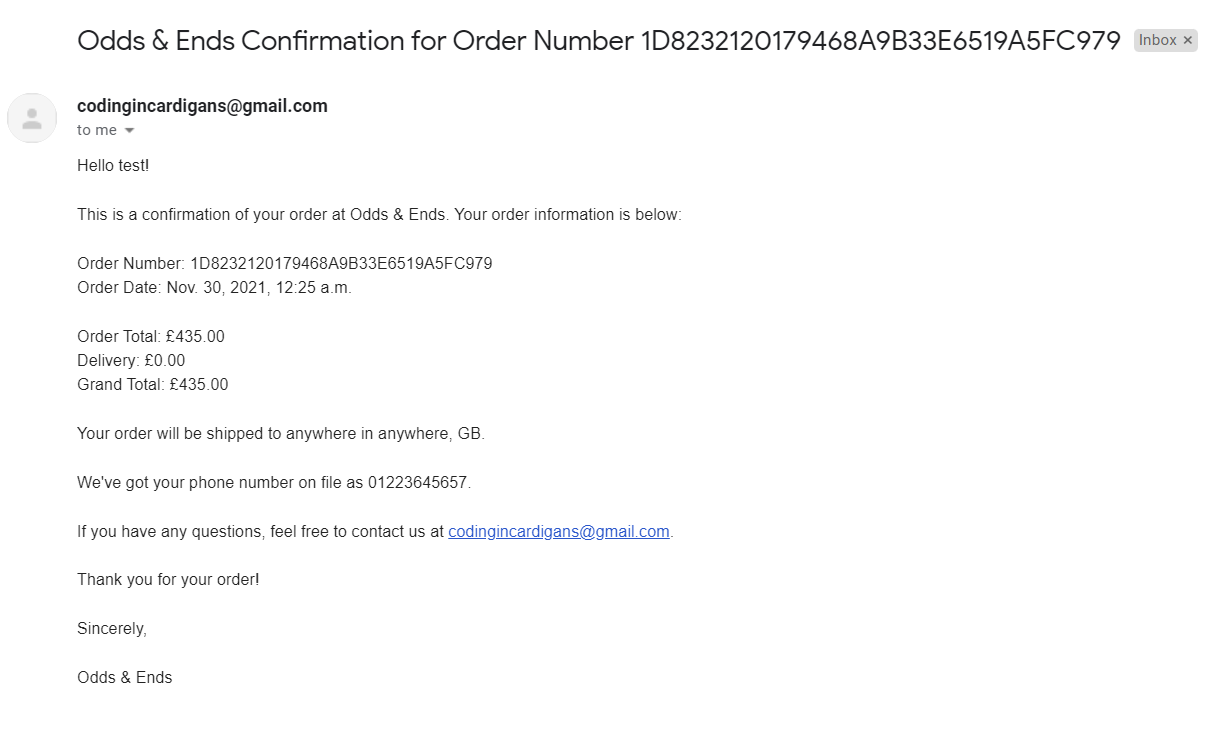 Odds & Ends Confirmation for Order Number 1D8232120179468A9B33E6519A5FC979 Inbox ×
codingincardigans@gmail.com
to me
Hello test!
This is a confirmation of your order at Odds & Ends. Your order information is below:
Order Number: 1D8232120179468A9B33E6519A5FC979
Order Date: Nov. 30, 2021, 12:25 a.m.
Order Total: £435.00
Delivery: £0.00
Grand Total: £435.00
Your order will be shipped to anywhere in anywhere, GB.
We've got your phone number on file as 01223645657.
If you have any questions, feel free to contact us at codingincardigans@gmail.com.
Thank you for your order!
Sincerely,
Odds & Ends